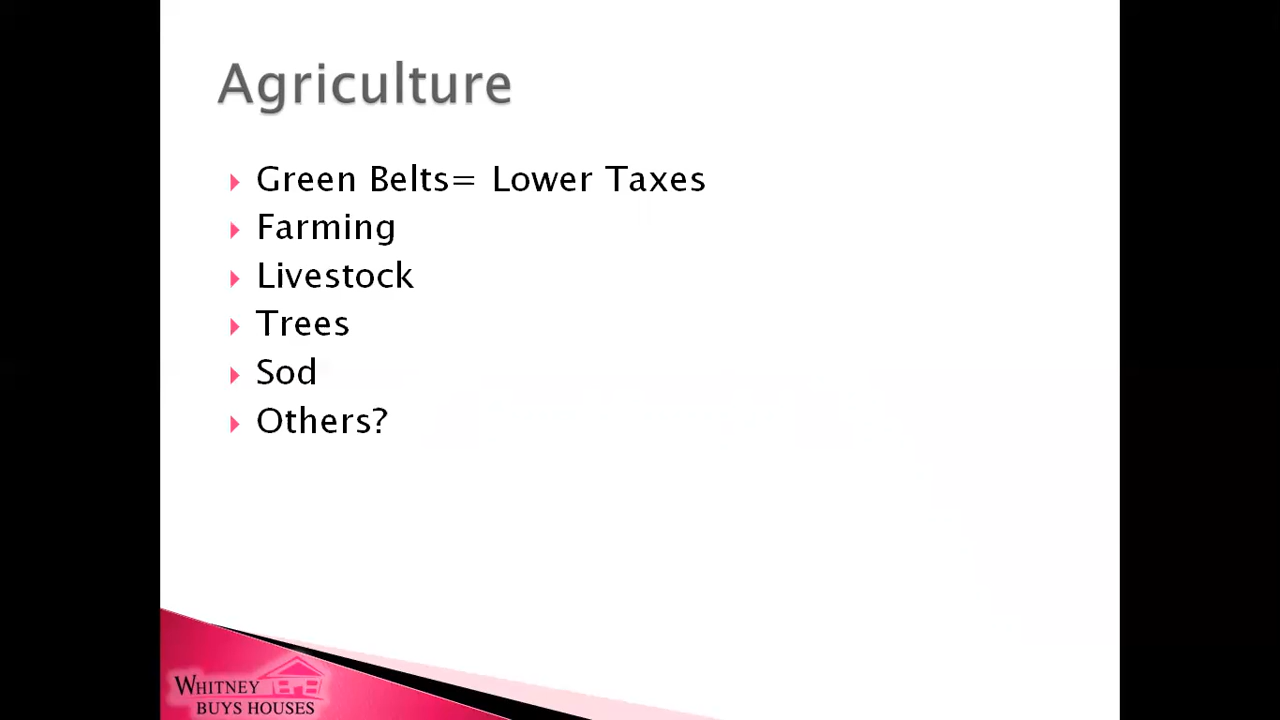 Agriculture
Green Belts= Lower Taxes
Farming
Livestock
Trees
Sod
Others?
WHITNEY
BUYS HOUSES